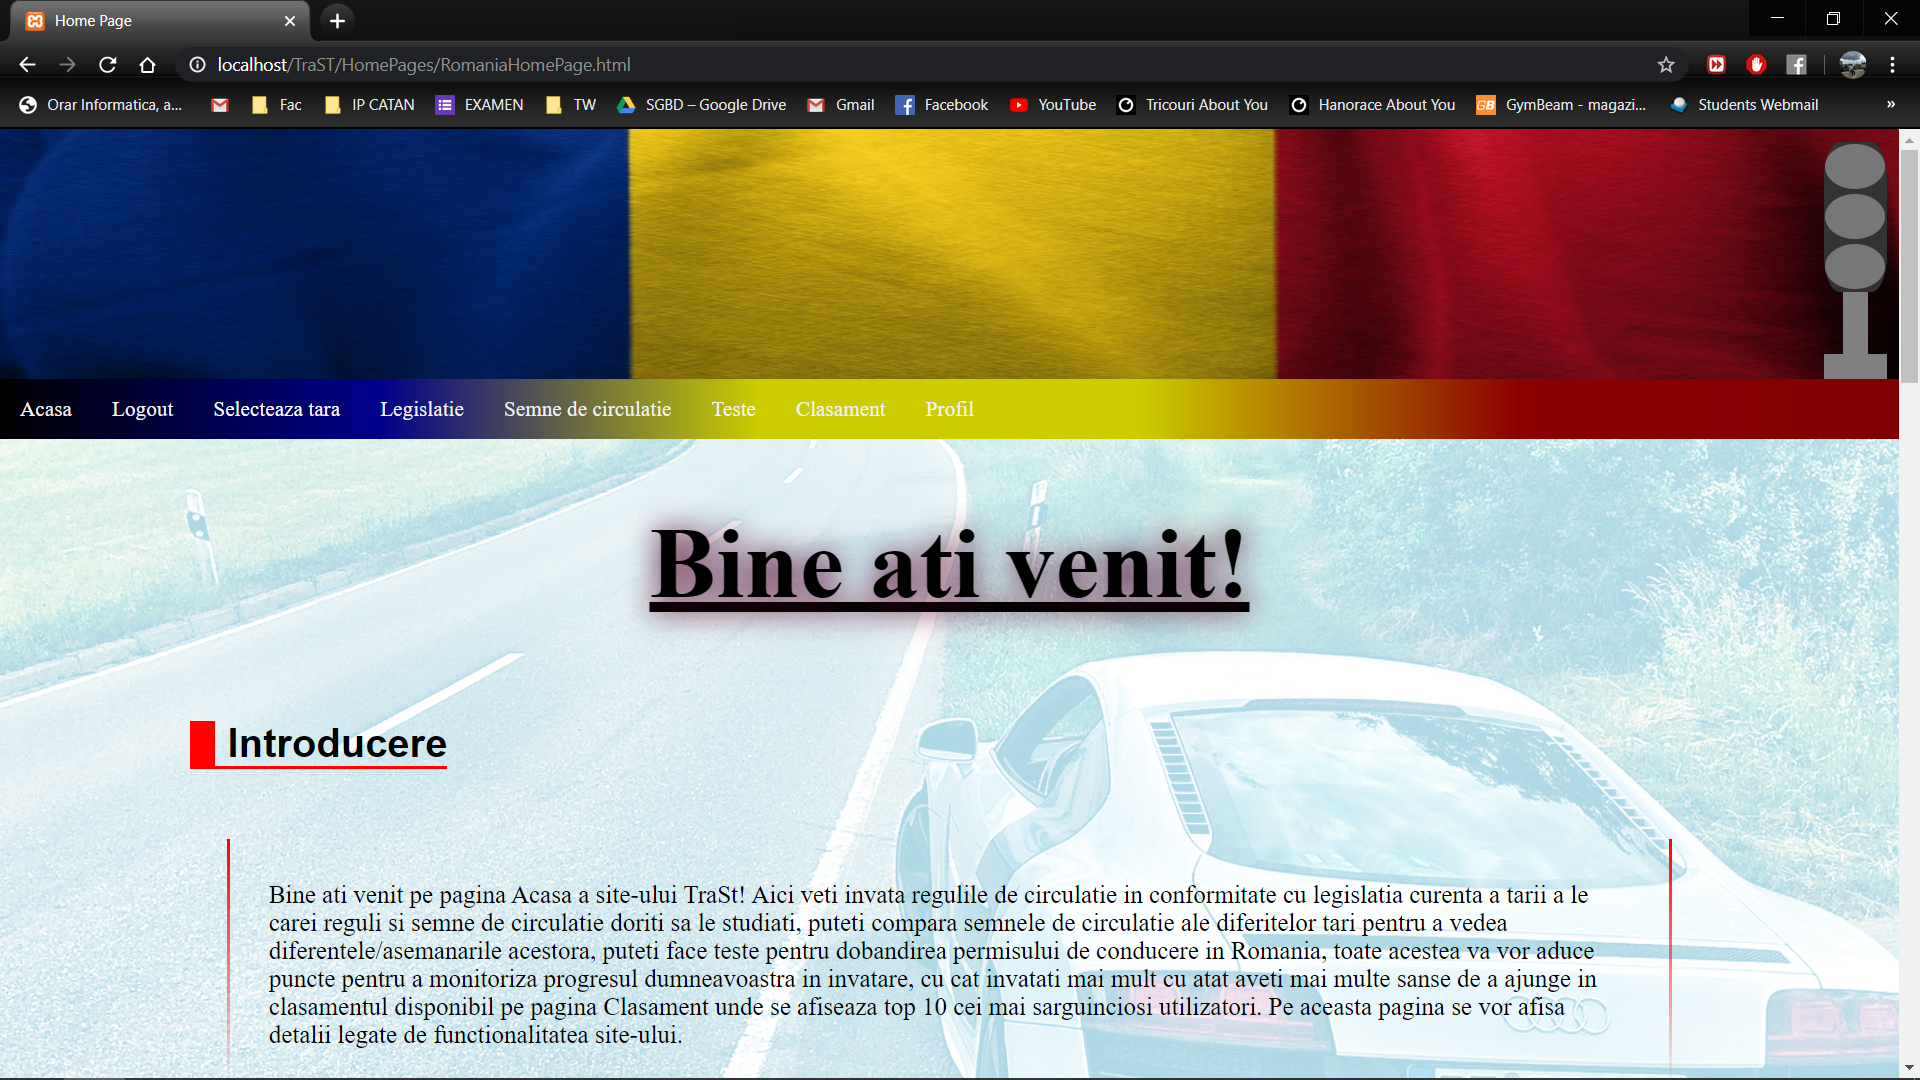 Home Page
localhost/TraST/HomePages/RomaniaHomePage.html
Orar Informatica, a... Fac IP CATAN EXAMEN TW SGBD – Google Drive Gmail Facebook YouTube Tricouri About You Hanorace About You GB GymBeam - magazi... Students Webmail »
Acasa Logout Selecteaza tara Legislatie Semne de circulatie Teste Clasament Profil
Bine ati venit!
Introducere
Bine ati venit pe pagina Acasa a site-ului TraSt! Aici veti invata regulile de circulatie in conformitate cu legislatia curenta a tarii a le
carei reguli si semne de circulatie doriti sa le studiati, puteti compara semnele de circulatie ale diferitelor tari pentru a vedea
diferentele/asemanarile acestora, puteti face teste pentru dobandirea permisului de conducere in Romania, toate acestea va vor aduce
puncte pentru a monitoriza progresul dumneavoastra in invatare, cu cat invatati mai mult cu atat aveti mai multe sanse de a ajunge in
clasamentul disponibil pe pagina Clasament unde se afiseaza top 10 cei mai sarguinciosi utilizatori. Pe aceasta pagina se vor afisa
detalii legate de functionalitatea site-ului.